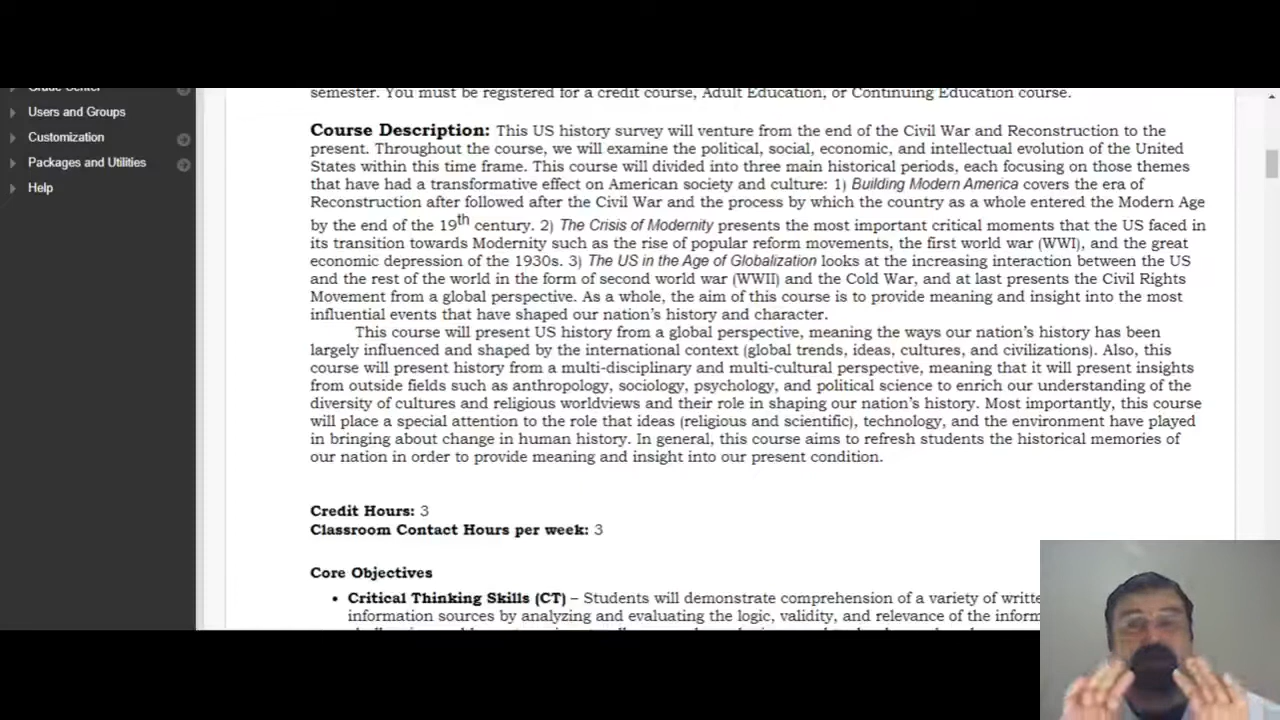 Grade Center
Users and Groups
Customization
Packages and Utilities
Help
semester. You must be registered for a credit course, Adult Education, or Continuing Education course.
Course Description: This US history survey will venture from the end of the Civil War and Reconstruction to the
present. Throughout the course, we will examine the political, social, economic, and intellectual evolution of the United
States within this time frame. This course will divided into three main historical periods, each focusing on those themes
that have had a transformative effect on American society and culture: 1) Building Modern America covers the era of
Reconstruction after followed after the Civil War and the process by which the country as a whole entered the Modern Age
by the end of the 19th century. 2) The Crisis of Modernity presents the most important critical moments that the US faced in
its transition towards Modernity such as the rise of popular reform movements, the first world war (WWI), and the great
economic depression of the 1930s. 3) The US in the Age of Globalization looks at the increasing interaction between the US
and the rest of the world in the form of second world war (WWII) and the Cold War, and at last presents the Civil Rights
Movement from a global perspective. As a whole, the aim of this course is to provide meaning and insight into the most
influential events that have shaped our nation's history and character.
This course will present US history from a global perspective, meaning the ways our nation's history has been
largely influenced and shaped by the international context (global trends, ideas, cultures, and civilizations). Also, this
course will present history from a multi-disciplinary and multi-cultural perspective, meaning that it will present insights
from outside fields such as anthropology, sociology, psychology, and political science to enrich our understanding of the
diversity of cultures and religious worldviews and their role in shaping our nation's history. Most importantly, this course
will place a special attention to the role that ideas (religious and scientific), technology, and the environment have played
in bringing about change in human history. In general, this course aims to refresh students the historical memories of
our nation in order to provide meaning and insight into our present condition.
Credit Hours: 3
Classroom Contact Hours per week: 3
Core Objectives
• Critical Thinking Skills (CT) – Students will demonstrate comprehension of a variety of
information sources by analyzing and evaluating the logic, validity, and relevance of the